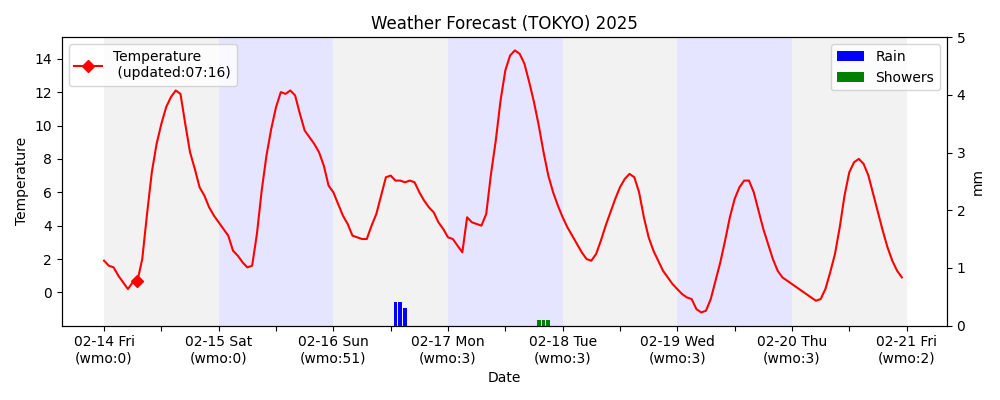 Weather Forecast (TOKYO) 2025
Temperature
(updated:07:16)
Rain
Showers
14
12
10
8
6
4
2
0
Temperature
5
4
3
2
1
0
mm
02-14 Fri 02-15 Sat 02-16 Sun 02-17 Mon 02-18 Tue 02-19 Wed 02-20 Thu 02-21 Fri
(wmo:0) (wmo:0) (wmo:51) (wmo:3) (wmo:3) (wmo:3) (wmo:3) (wmo:2)
Date